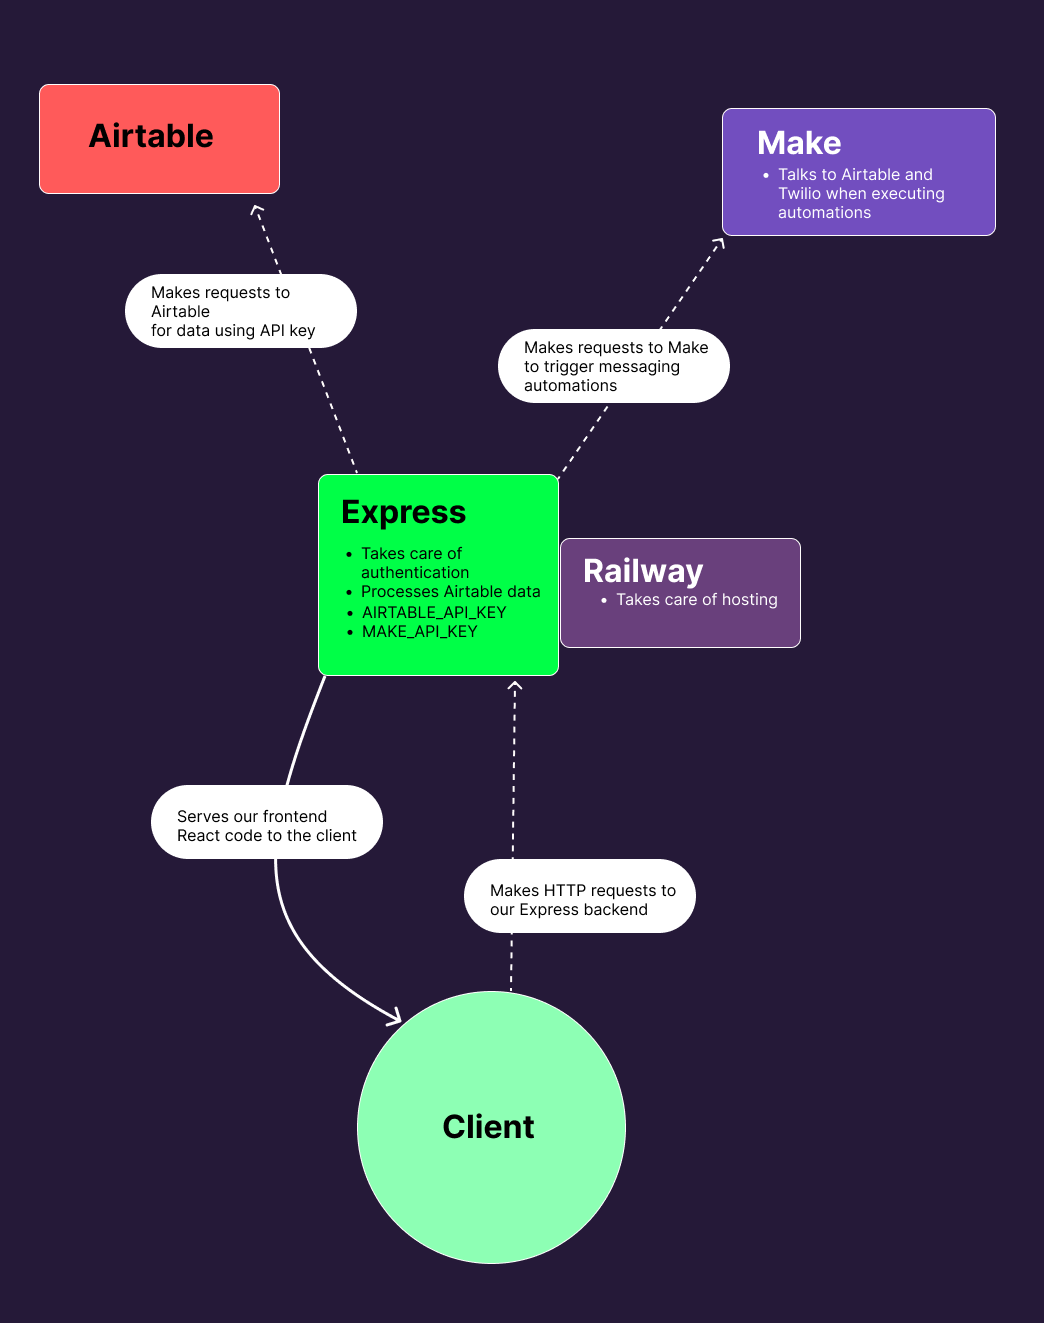 Airtable
Make
• Talks to Airtable and
Twilio when executing
automations
Makes requests to
Airtable
for data using API key
Makes requests to Make
to trigger messaging
automations
Express
• Takes care of
authentication
• Processes Airtable data
• AIRTABLE_API_KEY
• MAKE_API_KEY
Railway
• Takes care of hosting
Serves our frontend
React code to the client
Makes HTTP requests to
our Express backend
Client